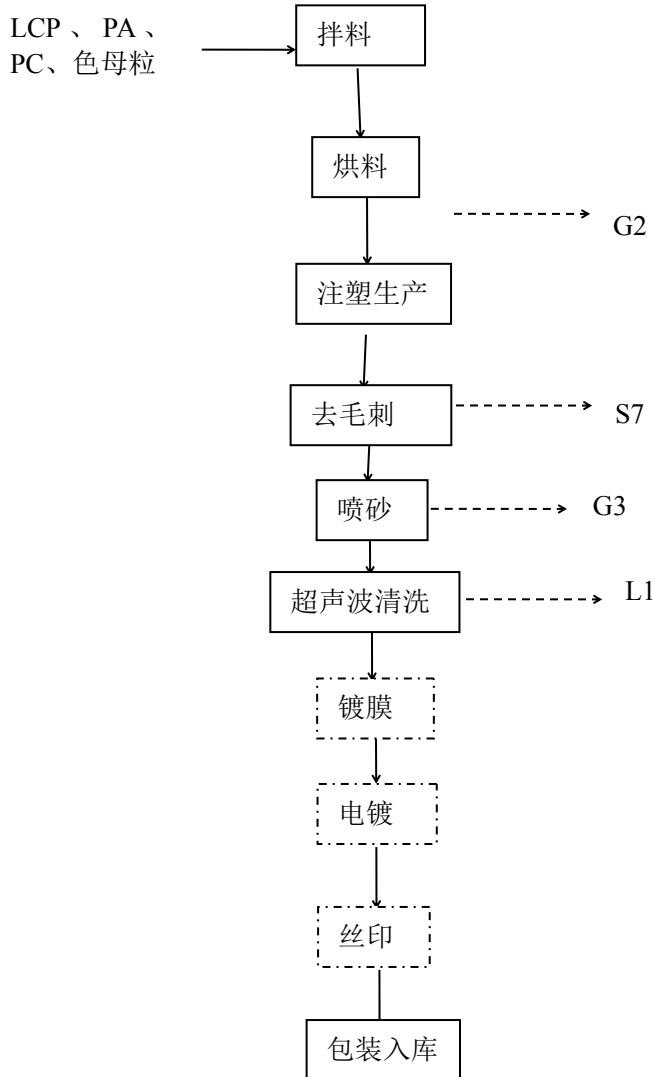 LCP 、 PA 、
PC、色母粒
拌料
烘料
G2
注塑生产
去毛刺
S7
喷砂
G3
超声波清洗
L1
镀膜
电镀
丝印
包装入库